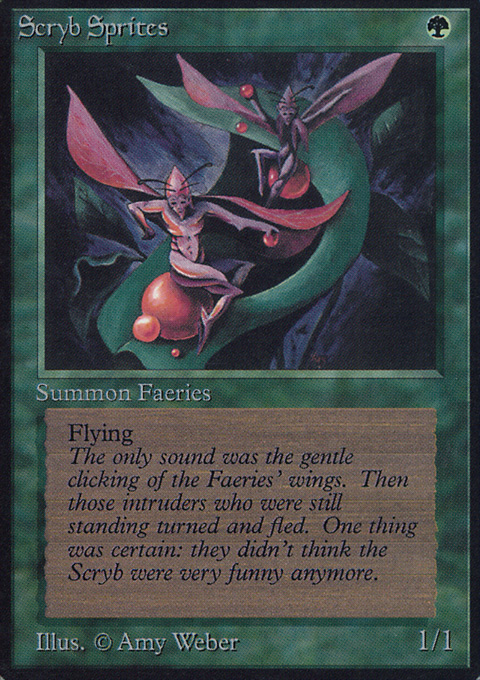 Scryb Sprites
Summon Faeries
Flying
The only sound was the gentle
clicking of the Faeries' wings. Then
those intruders who were still
standing turned and fled. One thing
was certain: they didn't think the
Scryb were very funny anymore.
Illus. © Amy Weber 1/1